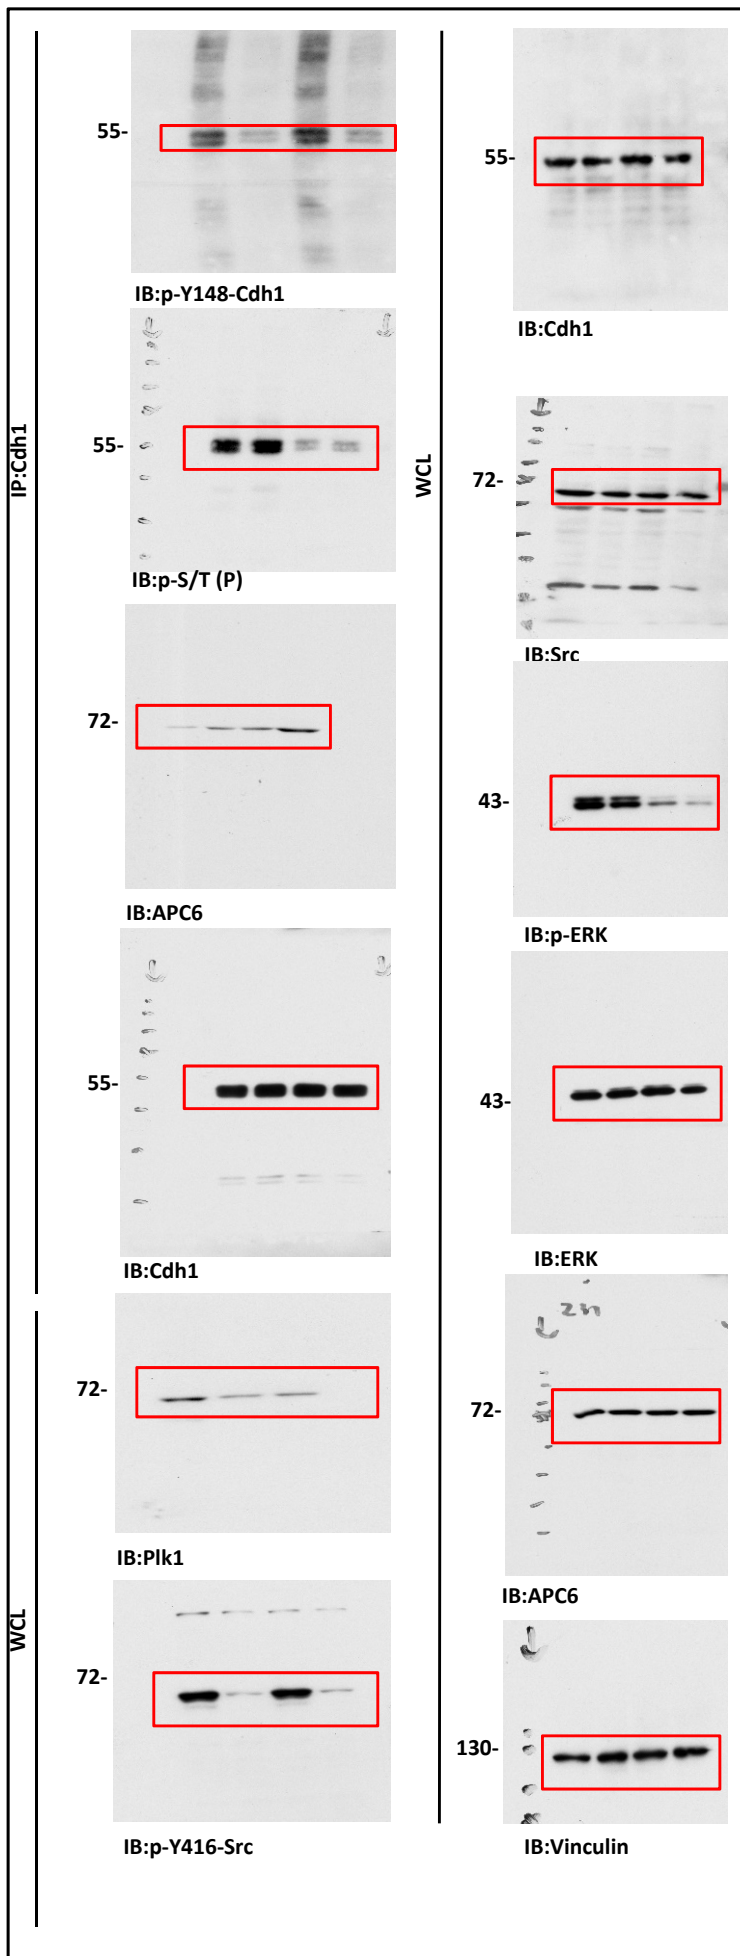 IP:Cdh1
55-
IB:p-Y148-Cdh1
55-
IB:p-S/T (P)
72-
IB:APC6
55-
IB:Cdh1
WCL
72-
IB:Plk1
72-
IB:p-Y416-Src
WCL
55-
IB:Cdh1
72-
IB:Src
43-
IB:p-ERK
43-
IB:ERK
72-
IB:APC6
130-
IB:Vinculin